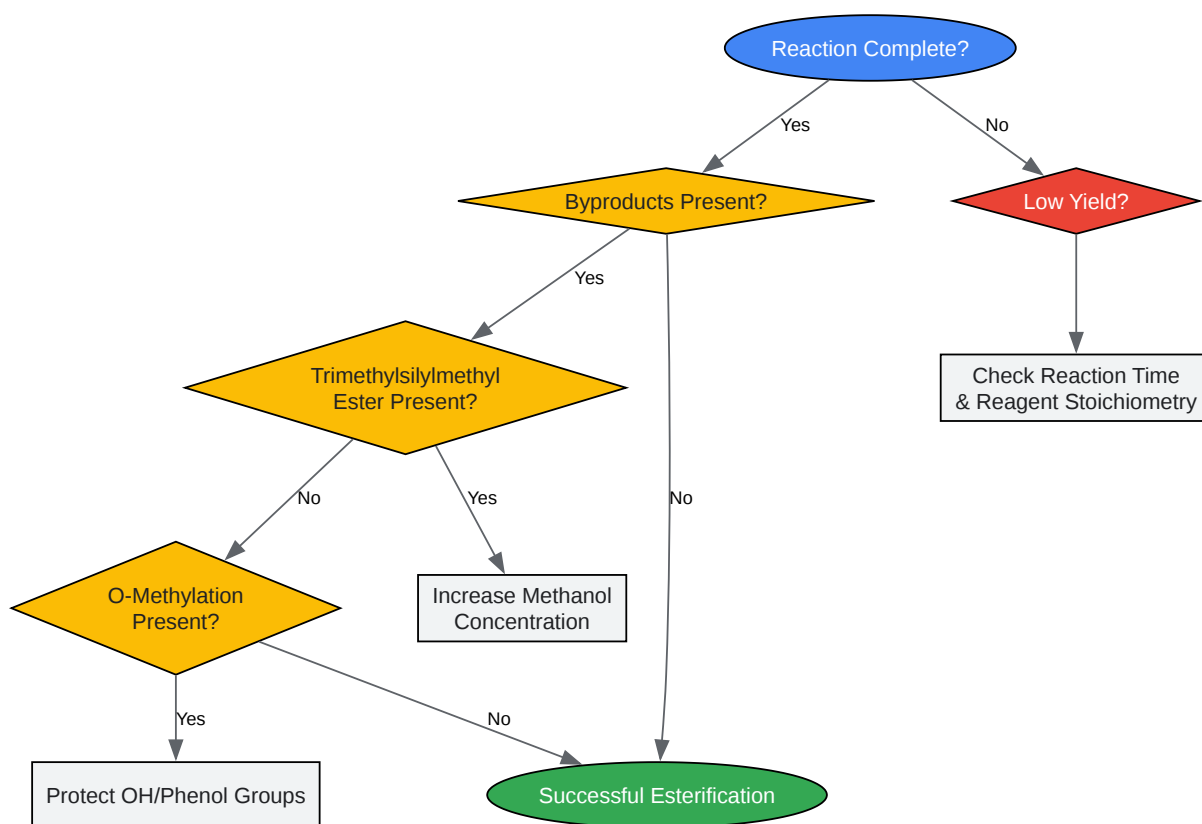 Reaction Complete?
Yes
No
Byproducts Present?
Low Yield?
Yes
Trimethylsilylmethyl
Ester Present?
Check Reaction Time
& Reagent Stoichiometry
No
Yes
No
O-Methylation
Present?
Increase Methanol
Concentration
Yes
No
Protect OH/Phenol Groups
Successful Esterification